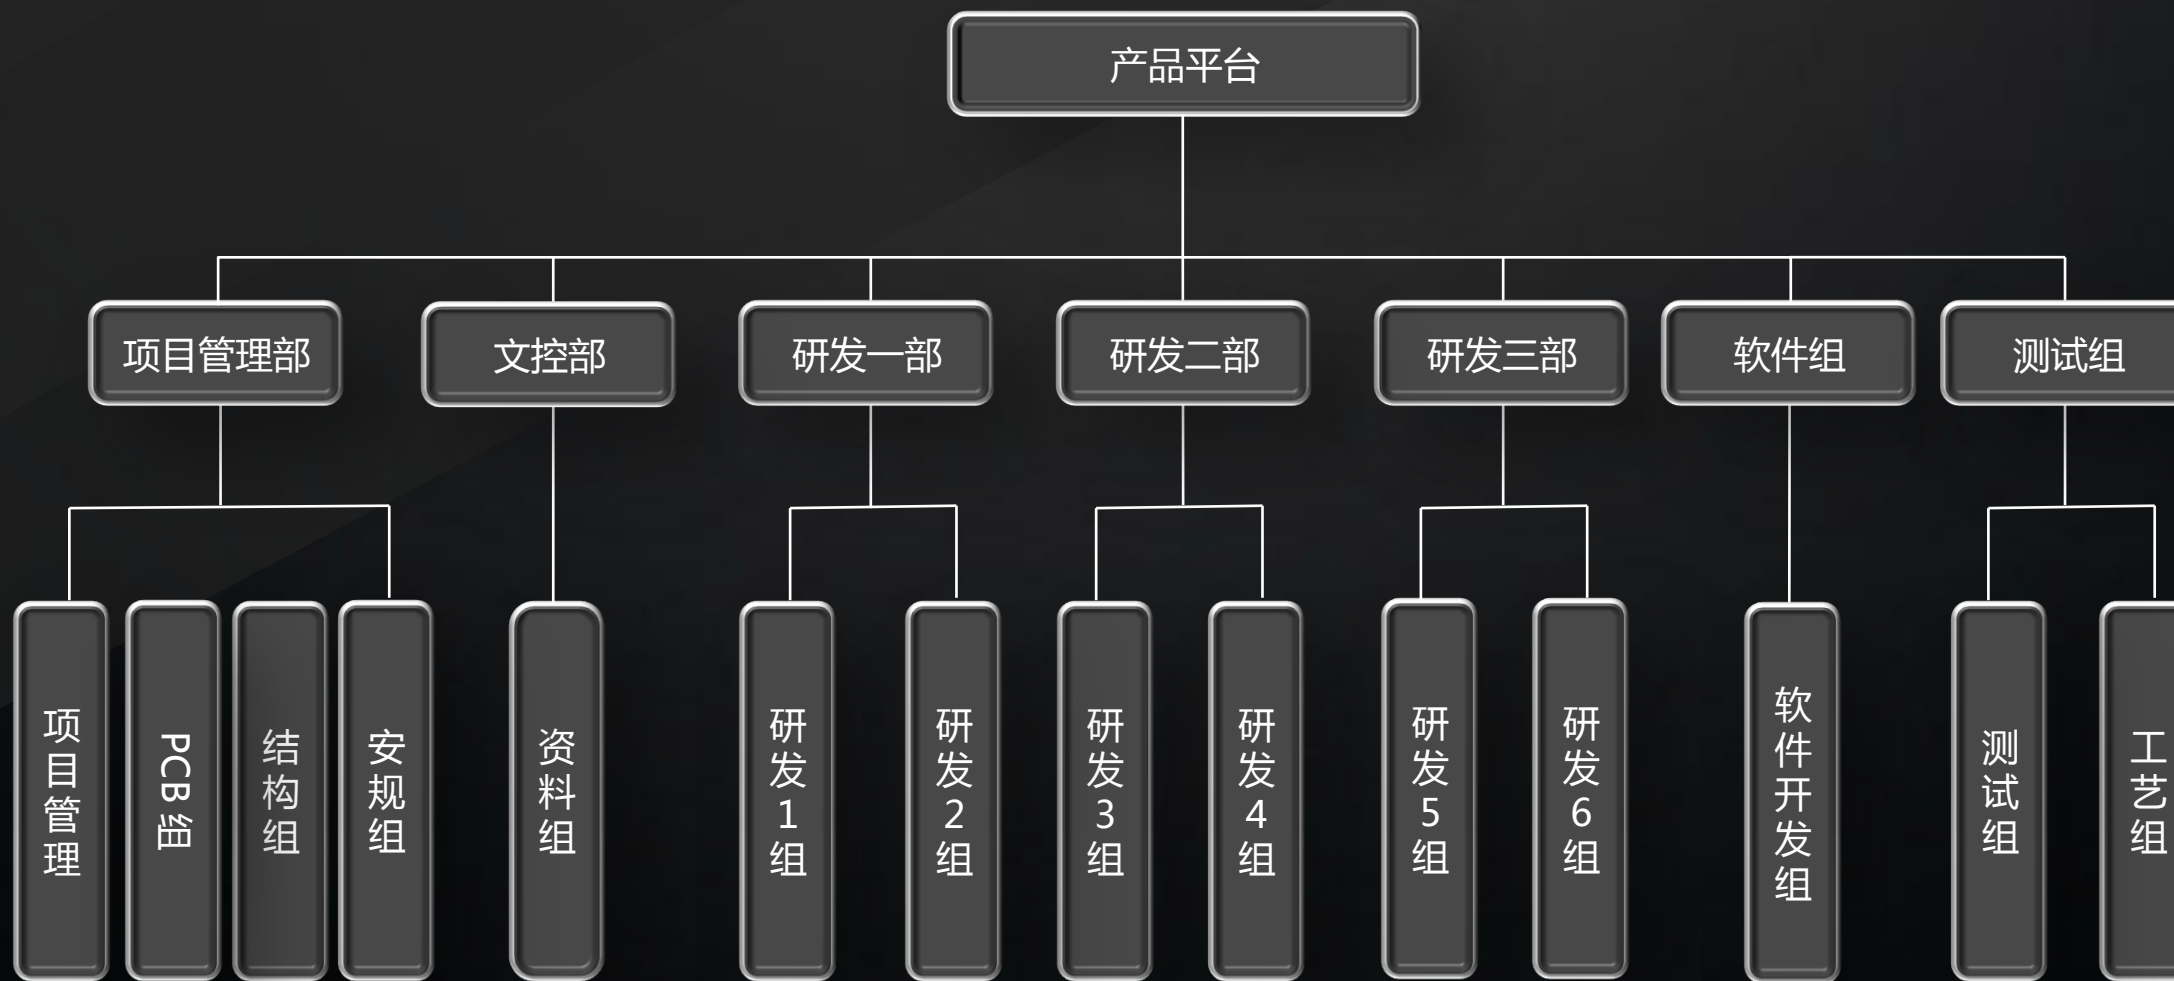 产品平台
项目管理部
文控部
研发一部
研发二部
研发三部
软件组
测试组
项目管理
PCB 组
结构组
安规组
资料组
研发1组
研发2组
研发3组
研发4组
研发5组
研发6组
软件开发组
测试组
工艺组